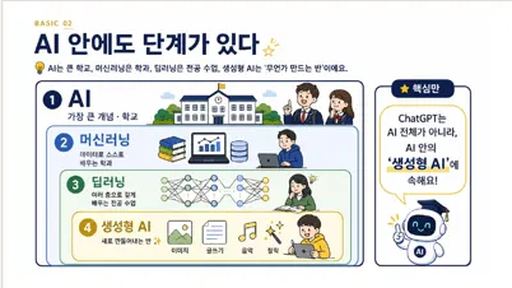 BASIC 02
AI 안에도 단계가 있다
AI는 큰 학교, 머신러닝은 학과, 딥러닝은 전공 수업, 생성형 AI는 '무언가 만드는 반'이에요.
1 AI
가장 큰 개념 · 학교
2 머신러닝
데이터로 스스로
배우는 학과
3 딥러닝
여러 층으로 깊게
배우는 전공 수업
4 생성형 AI
새로 만들어내는 반
이미지
글쓰기
음악
핵심만
ChatGPT는
AI 전체가 아니라,
AI 안의
'생성형 AI'에
속해요!
AI